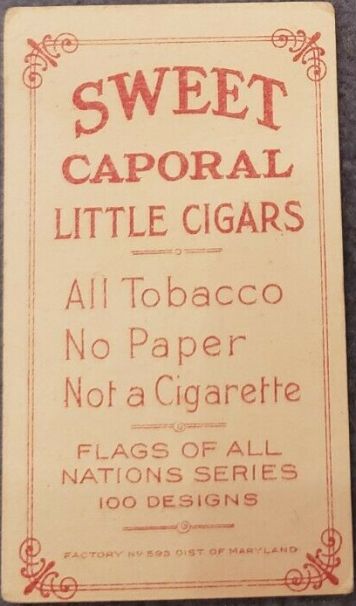 SWEET
CAPORAL
LITTLE CIGARS
All Tobacco
No Paper
Not a Cigarette
FLAGS OF ALL
NATIONS SERIES
100 DESIGNS
FACTORY No 593 DIST. OF MARYLAND